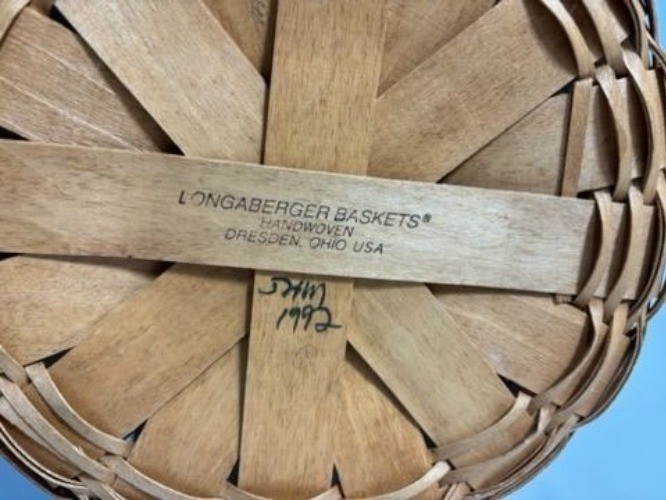 LONGABERGER BASKETS®
HANDWOVEN
DRESDEN, OHIO USA
1992